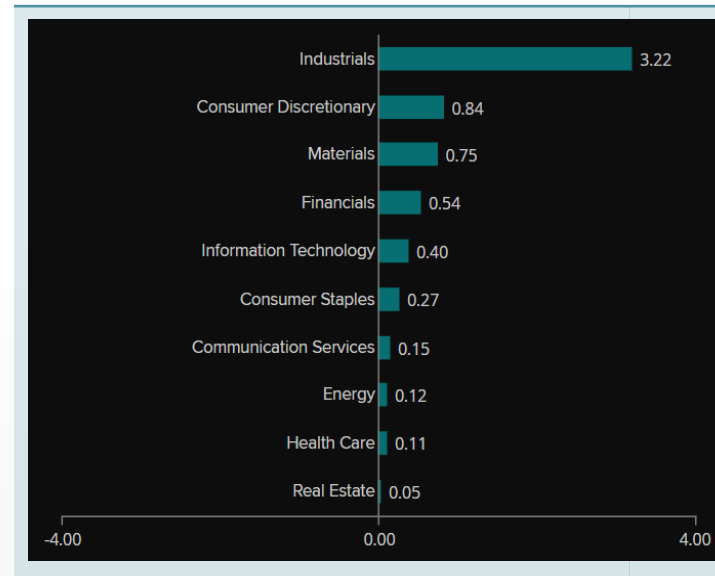 Industrials 3.22
Consumer Discretionary 0.84
Materials 0.75
Financials 0.54
Information Technology 0.40
Consumer Staples 0.27
Communication Services 0.15
Energy 0.12
Health Care 0.11
Real Estate 0.05
-4.00 0.00 4.00